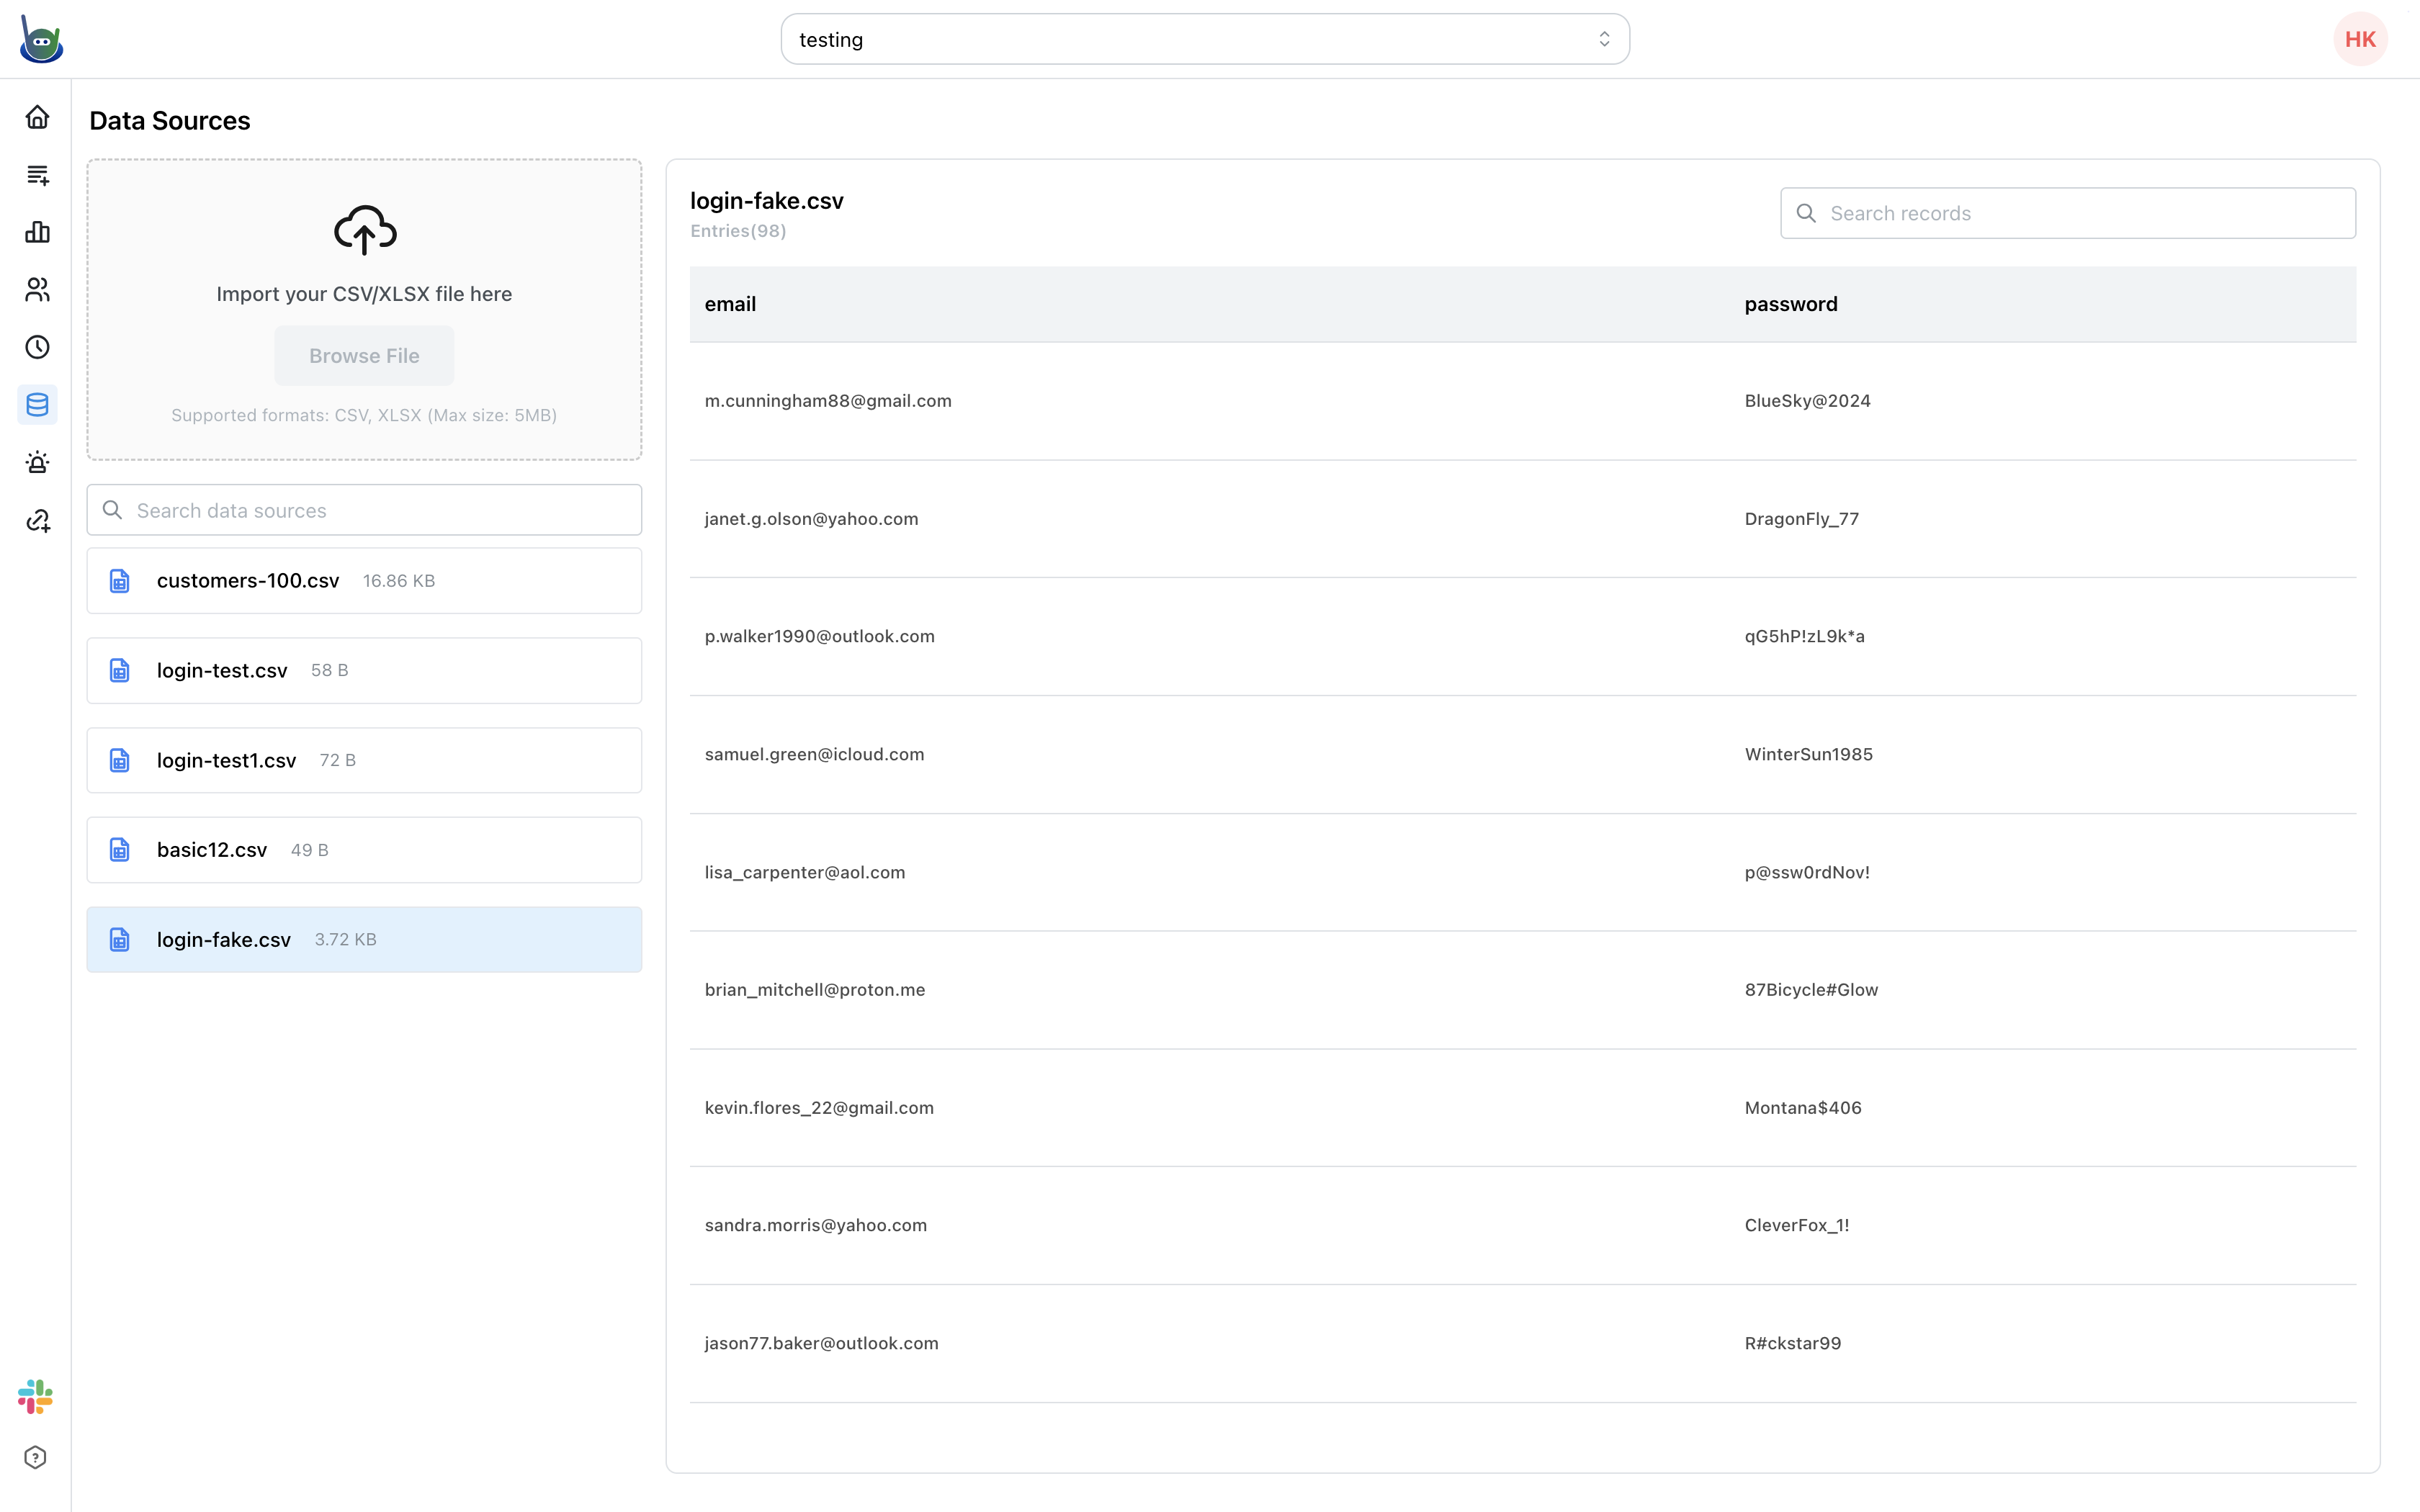 testing
HK
Data Sources
Import your CSV/XLSX file here
Browse File
Supported formats: CSV, XLSX (Max size: 5MB)
Search data sources
customers-100.csv 16.86 KB
login-test.csv 58 B
login-test1.csv 72 B
basic12.csv 49 B
login-fake.csv 3.72 KB
login-fake.csv
Entries(98)
Search records
email password
m.cunningham88@gmail.com BlueSky@2024
janet.g.olson@yahoo.com DragonFly_77
p.walker1990@outlook.com qG5hP!zL9k*a
samuel.green@icloud.com WinterSun1985
lisa_carpenter@aol.com p@ssw0rdNov!
brian_mitchell@proton.me 87Bicycle#Glow
kevin.flores_22@gmail.com Montana$406
sandra.morris@yahoo.com CleverFox_1!
jason77.baker@outlook.com R#ckstar99